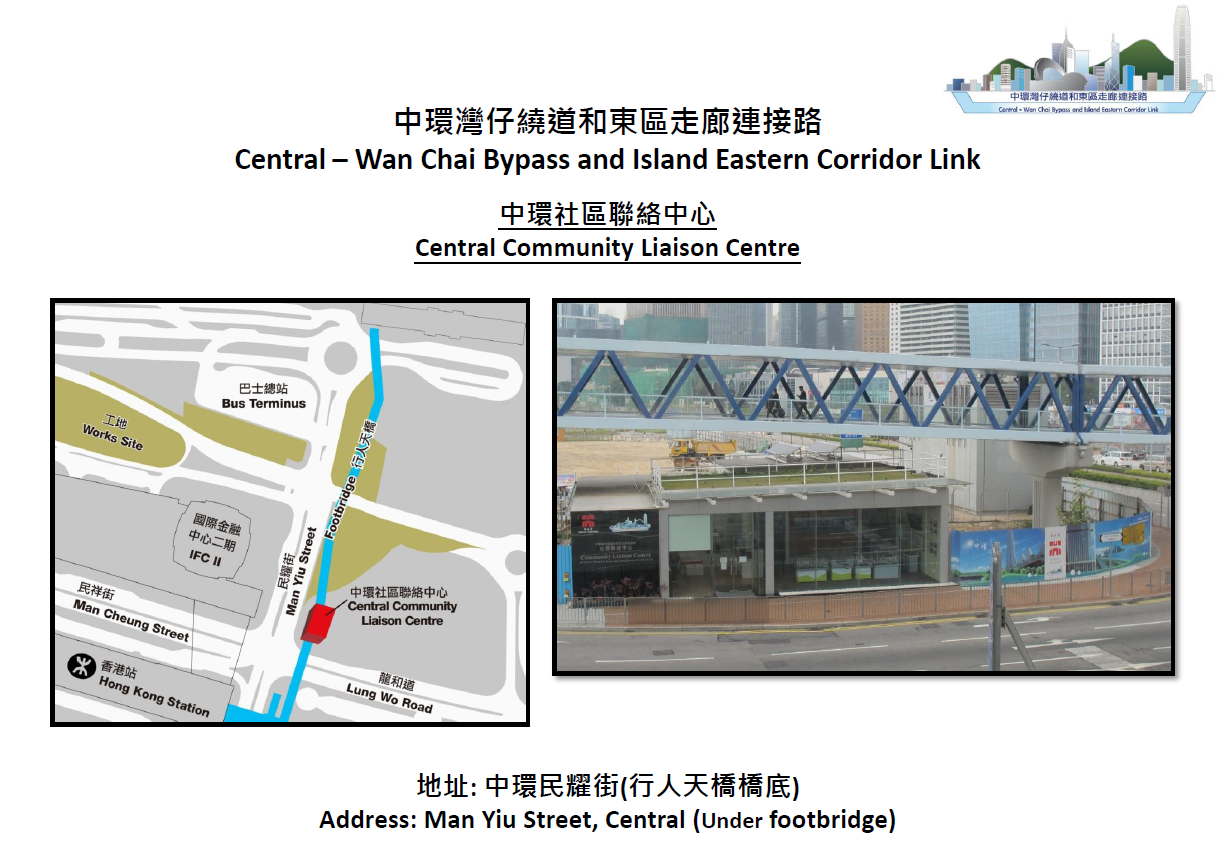 中環灣仔繞道和東區走廊連接路
Central - Wan Chai Bypass and Island Eastern Corridor Link
中環灣仔繞道和東區走廊連接路
Central – Wan Chai Bypass and Island Eastern Corridor Link
中環社區聯絡中心
Central Community Liaison Centre
巴士總站
Bus Terminus
工地
Works Site
Footbridge 行人天橋
國際金融
中心二期
IFC II
民耀街
Man Yiu Street
民祥街
Man Cheung Street
中環社區聯絡中心
Central Community
Liaison Centre
香港站
Hong Kong Station
龍和道
Lung Wo Road
社區聯絡中心
Community Liaison Centre
地址: 中環民耀街(行人天橋橋底)
Address: Man Yiu Street, Central (Under footbridge)